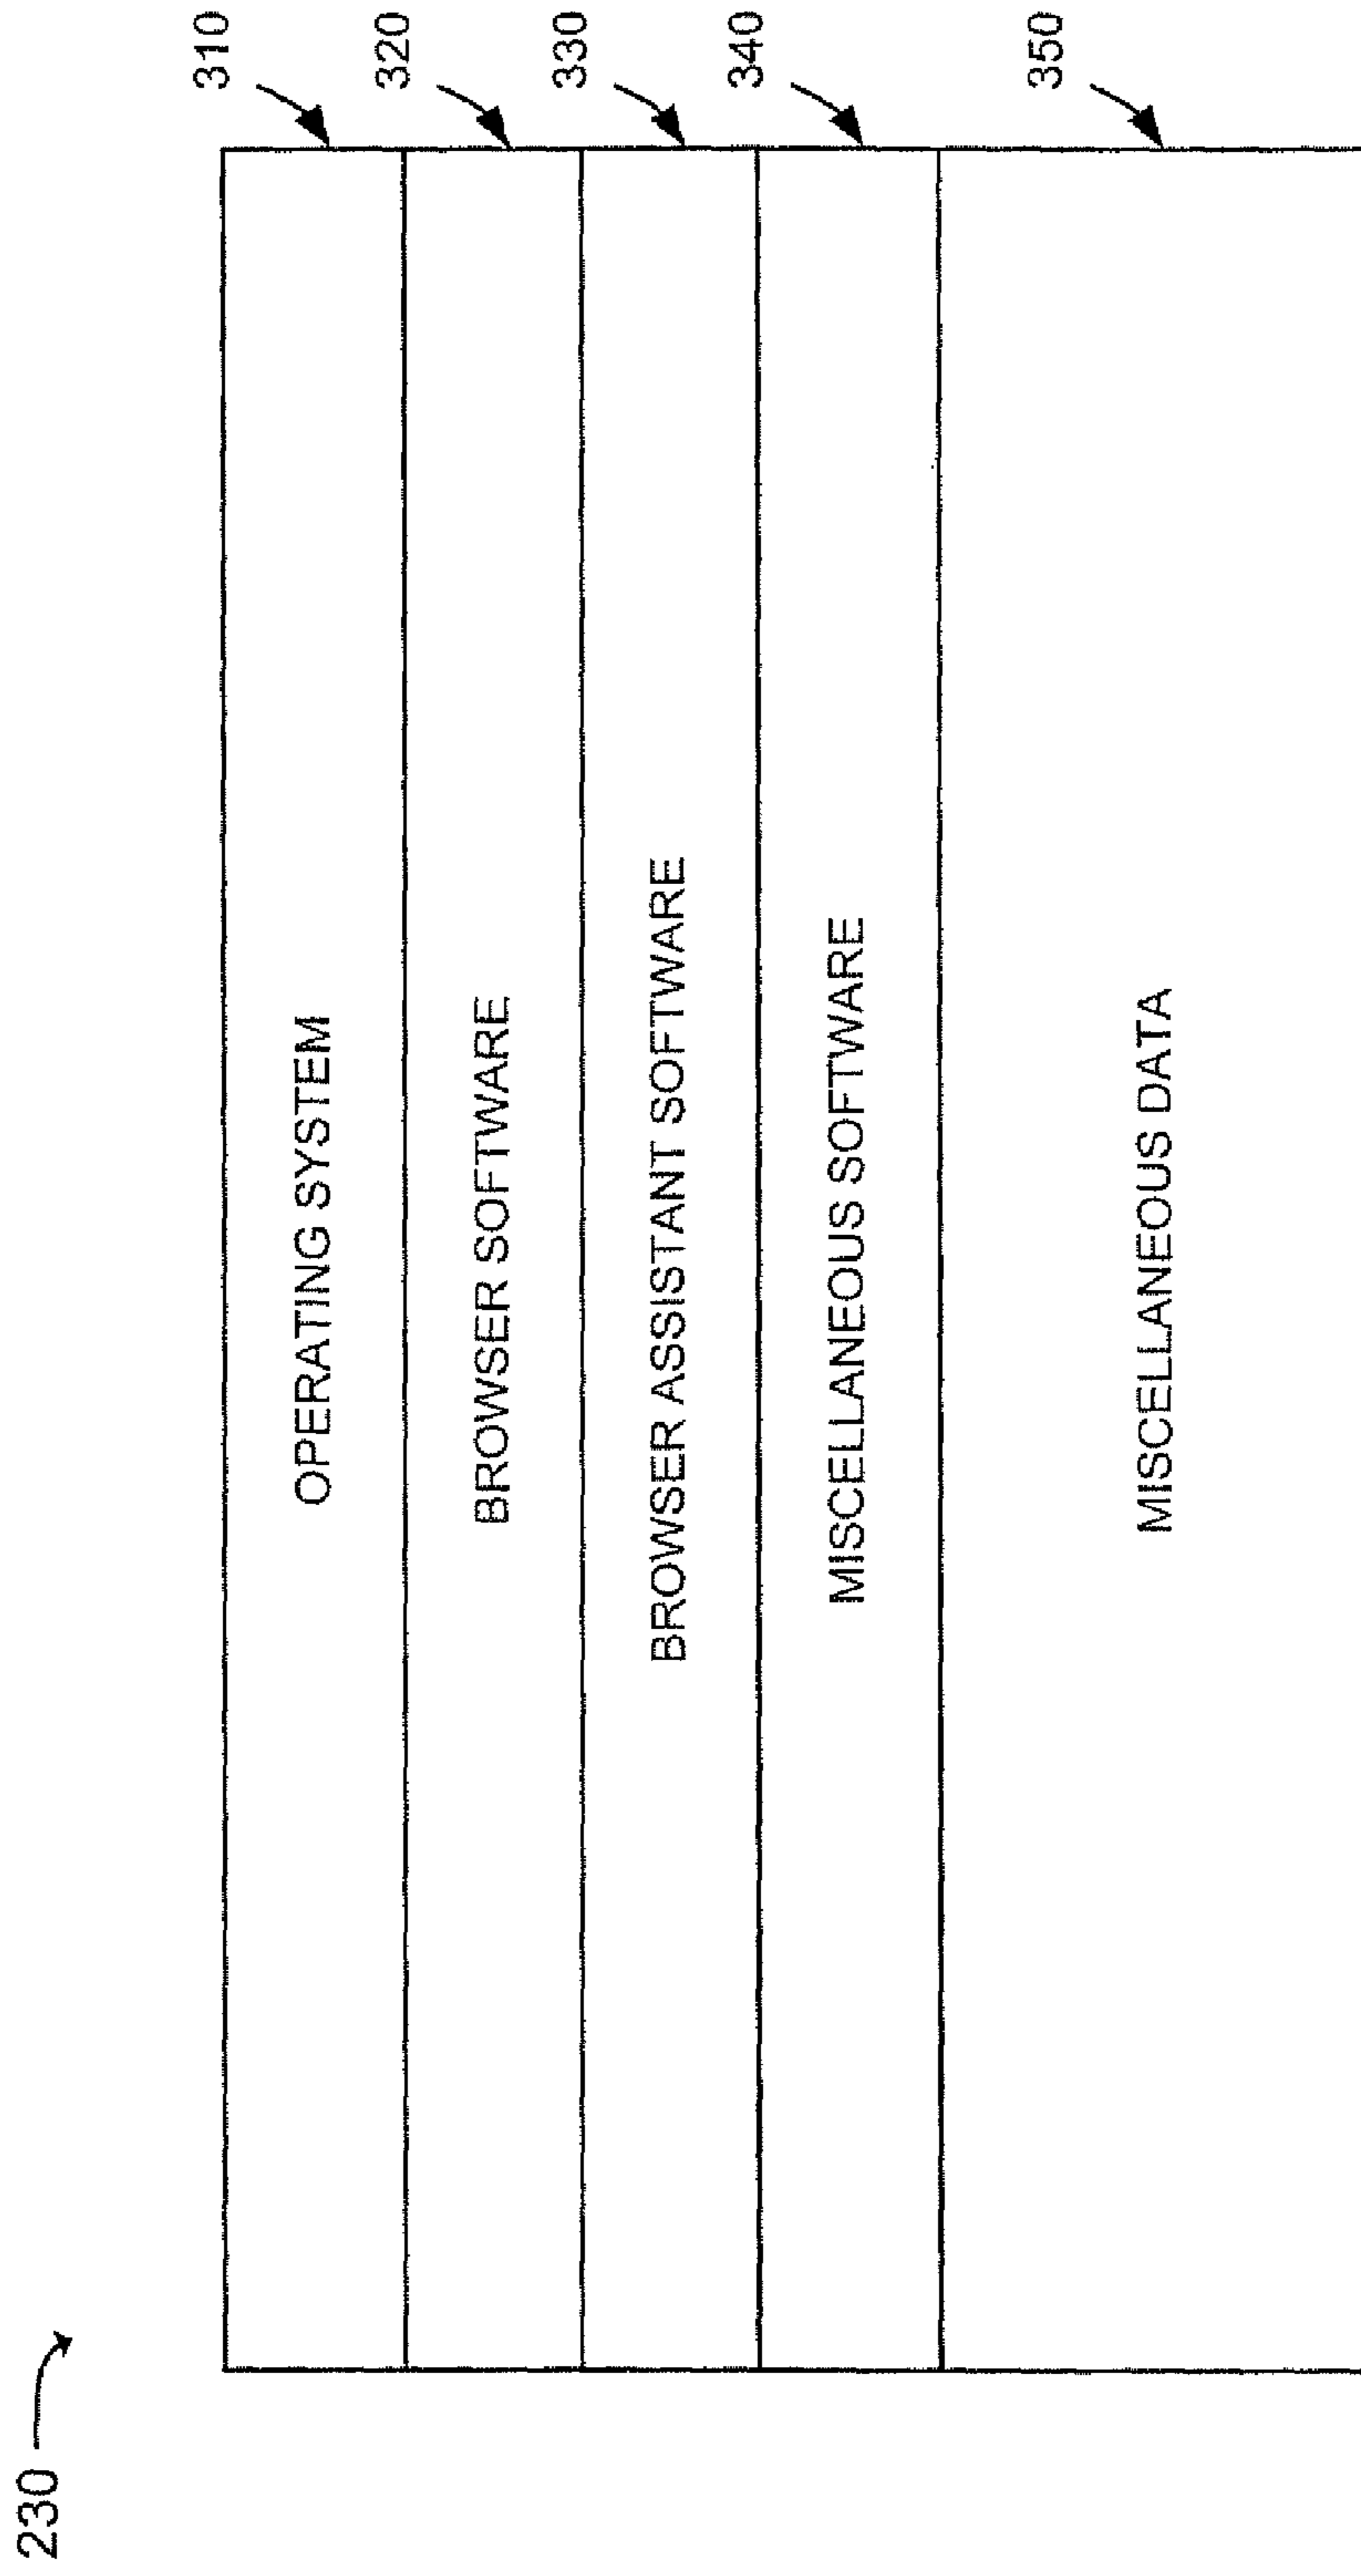 230
OPERATING SYSTEM
310
BROWSER SOFTWARE
320
BROWSER ASSISTANT SOFTWARE
330
MISCELLANEOUS SOFTWARE
340
MISCELLANEOUS DATA
350